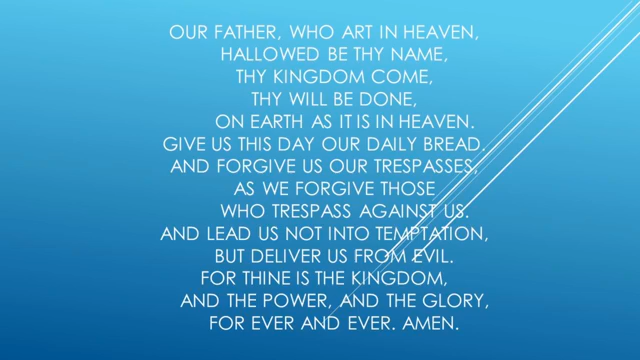 OUR FATHER, WHO ART IN HEAVEN,
HALLOWED BE THY NAME,
THY KINGDOM COME,
THY WILL BE DONE,
ON EARTH AS IT IS IN HEAVEN.
GIVE US THIS DAY OUR DAILY BREAD.
AND FORGIVE US OUR TRESPASSES,
AS WE FORGIVE THOSE
WHO TRESPASS AGAINST US.
AND LEAD US NOT INTO TEMPTATION,
BUT DELIVER US FROM EVIL.
FOR THINE IS THE KINGDOM,
AND THE POWER, AND THE GLORY,
FOR EVER AND EVER. AMEN.